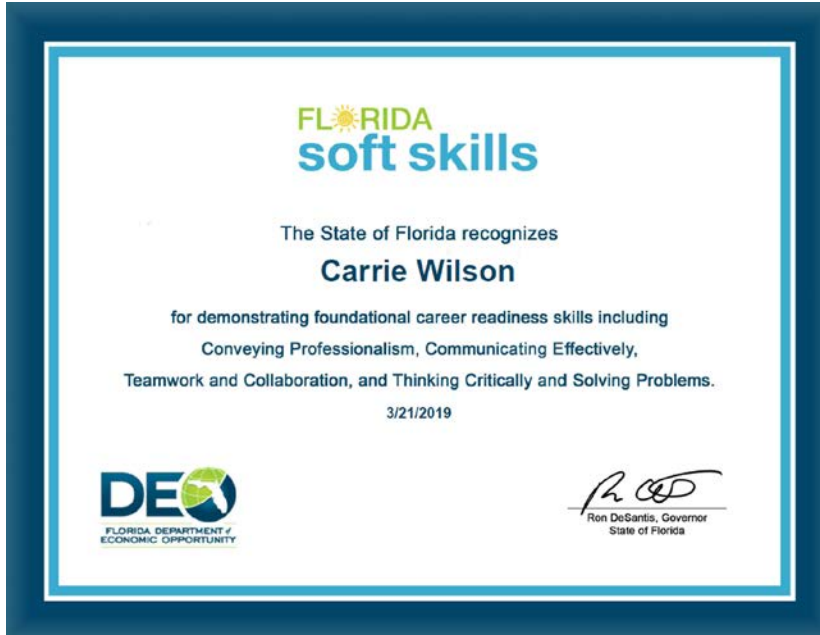 FLORIDA
soft skills
The State of Florida recognizes
Carrie Wilson
for demonstrating foundational career readiness skills including
Conveying Professionalism, Communicating Effectively,
Teamwork and Collaboration, and Thinking Critically and Solving Problems.
3/21/2019
DEO
FLORIDA DEPARTMENT of
ECONOMIC OPPORTUNITY
Ron DeSantis, Governor
State of Florida